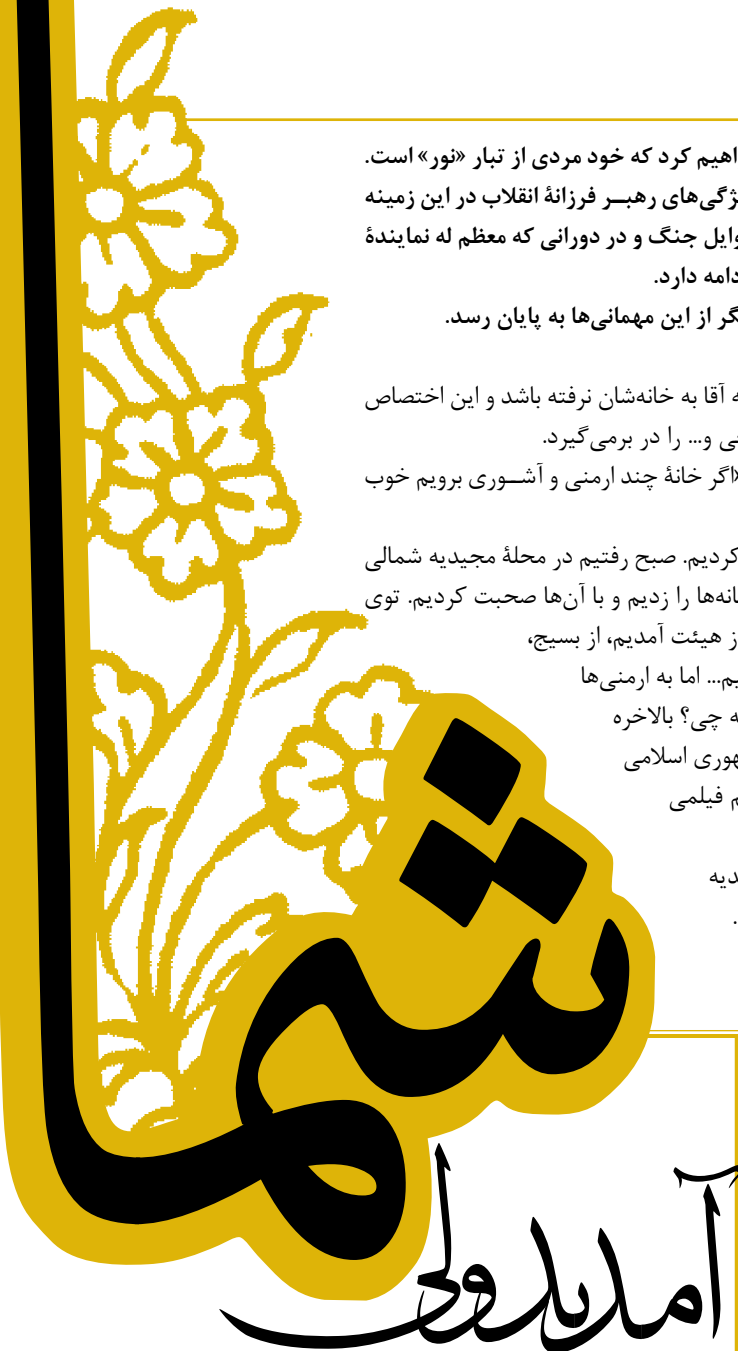 اهیم کرد که خود مردی از تبار «نور» است.
ژگی‌های رهبـر فرزانهٔ انقلاب در این زمینه
وایل جنگ و در دورانی که معظم له نمایندهٔ
دامه دارد.
گر از این مهمانی‌ها به پایان رسد.
ه آقا به خانه‌شان نرفته باشد و این اختصاص
ی و... را در برمی‌گیرد.
«اگر خانهٔ چند ارمنی و آشـوری برویم خوب
کردیم. صبح رفتیم در محلهٔ مجیدیه شمالی
انه‌ها را زدیم و با آن‌ها صحبت کردیم. توی
ز هیئت آمدیم، از بسیج،
یم... اما به ارمنی‌ها
ه چی؟ بالاخره
هوری اسلامی
م فیلمی
دیه
.
شما
آمدید ولی